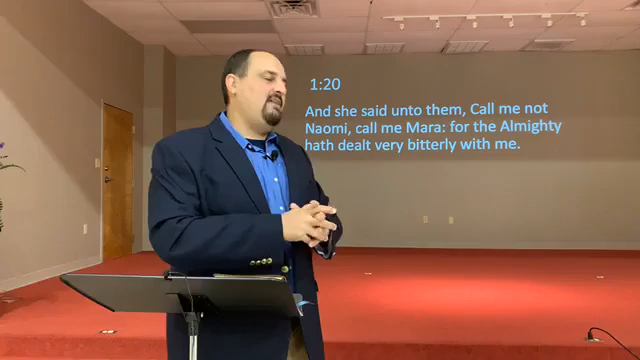 1:20
And she said unto them, Call me not
Naomi, call me Mara: for the Almighty
hath dealt very bitterly with me.